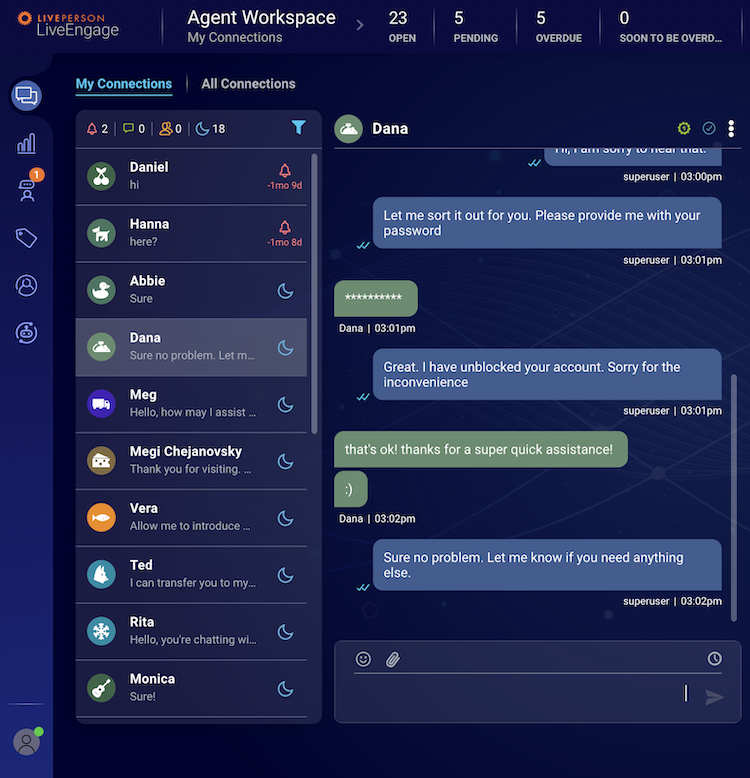 LIVEPERSON
LiveEngage
Agent Workspace
My Connections
23
OPEN
5
PENDING
5
OVERDUE
0
SOON TO BE OVERD...
My Connections
All Connections
2
0
0
18
Daniel
hi
-1mo 9d
Hanna
here?
-1mo 8d
Abbie
Sure
Dana
Sure no problem. Let m...
Meg
Hello, how may I assist ...
Megi Chejanovsky
Thank you for visiting. ...
Vera
Allow me to introduce ...
Ted
I can transfer you to my...
Rita
Hello, you're chatting wi...
Monica
Sure!
1
Dana
Hi, I am sorry to hear that.
superuser | 03:00pm
Let me sort it out for you. Please provide me with your
password
superuser | 03:01pm
**********
Dana | 03:01pm
Great. I have unblocked your account. Sorry for the
inconvenience
superuser | 03:01pm
that's ok! thanks for a super quick assistance!
:)
Dana | 03:02pm
Sure no problem. Let me know if you need anything
else.
superuser | 03:02pm